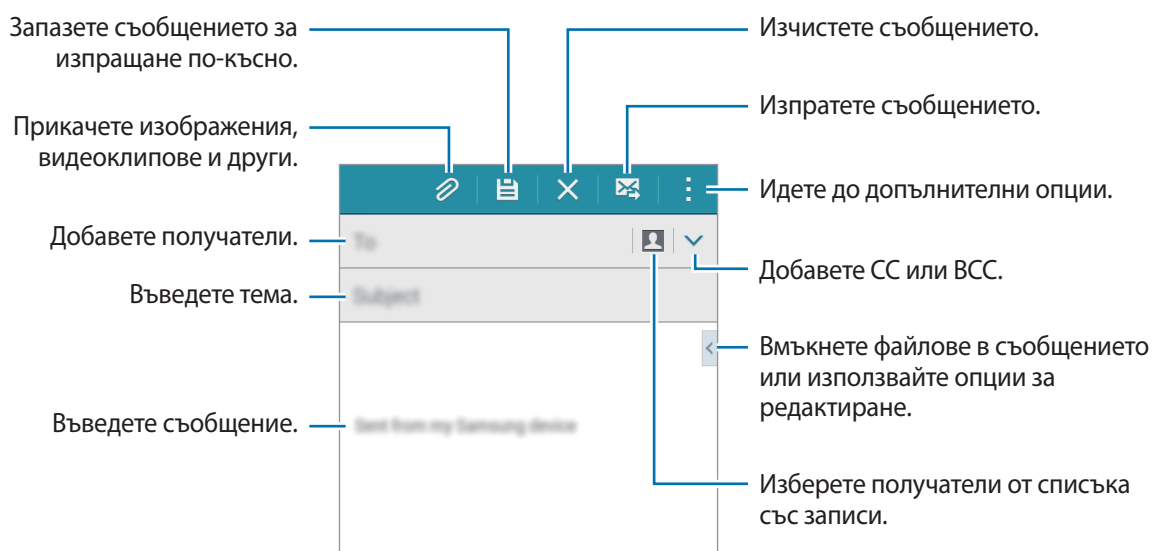 Запазете съобщението за
изпращане по-късно.
Прикачете изображения,
видеоклипове и други.
Добавете получатели.
Въведете тема.
Въведете съобщение.
To
Subject
Sent from my Samsung device
Изчистете съобщението.
Изпратете съобщението.
Идете до допълнителни опции.
Добавете CC или BCC.
Вмъкнете файлове в съобщението
или използвайте опции за
редактиране.
Изберете получатели от списъка
със записи.